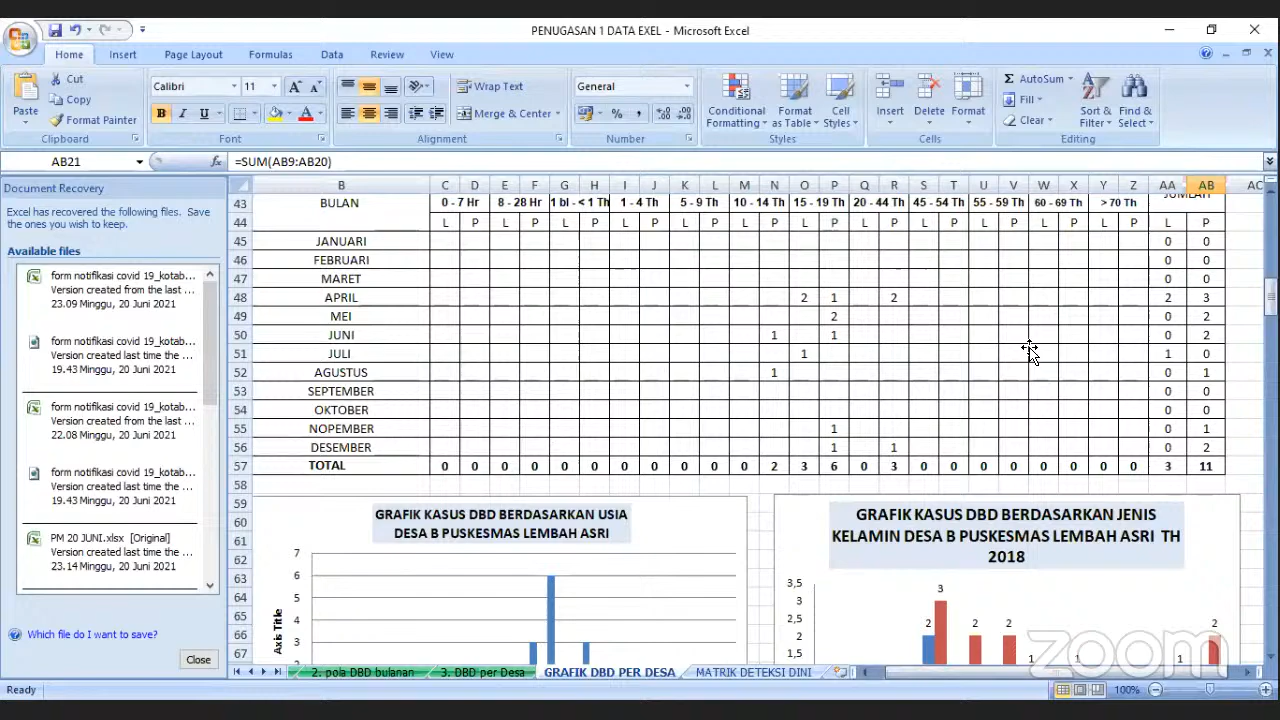 PENUGASAN 1 DATA EXEL - Microsoft Excel
Home Insert Page Layout Formulas Data Review View
Paste Cut Copy Format Painter Clipboard
Calibri 11 Font
Wrap Text Merge & Center Alignment
General Number
Conditional Formatting Format as Table Cell Styles Styles
Insert Delete Format Cells
AutoSum Fill Clear Sort & Filter Find & Select Editing
AB21 fx =SUM(AB9:AB20)
Document Recovery
Excel has recovered the following files. Save
the ones you wish to keep.
Available files
form notifkasi covid 19_kotab...
Version created from the last ...
23.09 Minggu, 20 Juni 2021
form notifkasi covid 19_kotab...
Version created last time the ...
19.43 Minggu, 20 Juni 2021
form notifkasi covid 19_kotab...
Version created from the last ...
22.08 Minggu, 20 Juni 2021
form notifkasi covid 19_kotab...
Version created last time the ...
19.43 Minggu, 20 Juni 2021
PM 20 JUNI.xlsx [Original]
Version created from the last ...
23.14 Minggu, 20 Juni 2021
Which file do I want to save?
Close
B C D E F G H I J K L M N O P Q R S T U V W X Y Z AA AB AC
43 BULAN 0 - 7 Hr 8 - 28 Hr 1 bl - < 1 Th 1 - 4 Th 5 - 9 Th 10 - 14 Th 15 - 19 Th 20 - 44 Th 45 - 54 Th 55 - 59 Th 60 - 69 Th > 70 Th JUMLAH
44 L P L P L P L P L P L P L P L P L P L P L P L P L P
45 JANUARI 0 0
46 FEBRUARI 0 0
47 MARET 0 0
48 APRIL 2 1 2 2 3
49 MEI 2 0 2
50 JUNI 1 1 0 2
51 JULI 1 1 0
52 AGUSTUS 1 0 1
53 SEPTEMBER 0 0
54 OKTOBER 0 0
55 NOPEMBER 1 0 1
56 DESEMBER 1 1 0 2
57 TOTAL 0 0 0 0 0 0 0 0 0 0 0 2 3 6 0 3 0 0 0 0 0 0 0 0 3 11
58
59
60
61
62
63
64
65
66
67
GRAFIK KASUS DBD BERDASARKAN USIA
DESA B PUSKESMAS LEMBAH ASRI
7
6
5
4
3
2
Axis Title
GRAFIK KASUS DBD BERDASARKAN JENIS
KELAMIN DESA B PUSKESMAS LEMBAH ASRI TH
2018
3,5
3
2,5
2
1,5
2 3 2 2 1 1 1 2
zoom
2. pola DBD bulanan 3. DBD per Desa GRAFIK DBD PER DESA MATRIK DETEKSI DINI
Ready 100%